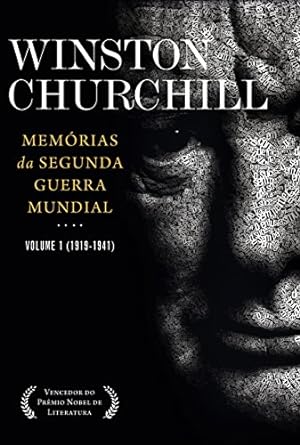 WINSTON
CHURCHILL
MEMÓRIAS
da SEGUNDA
GUERRA
MUNDIAL
....
VOLUME 1 (1919-1941)
VENCEDOR DO
PRÊMIO NOBEL DE
LITERATURA